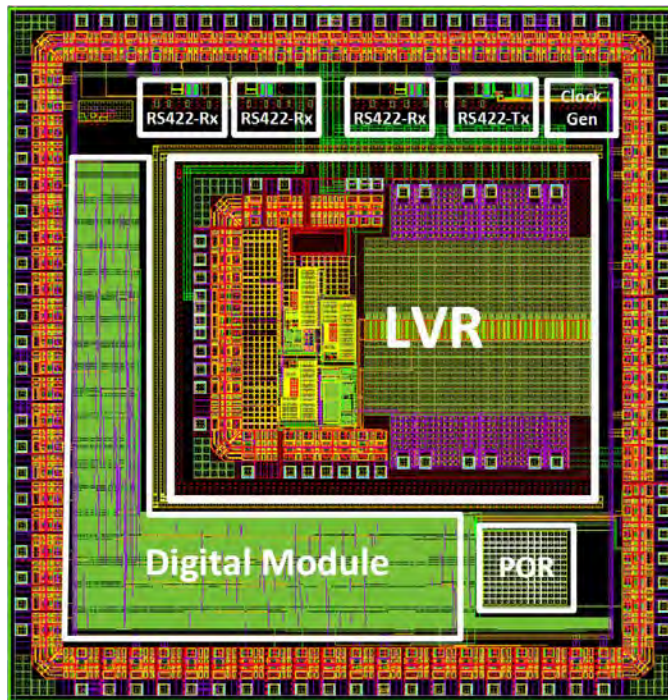 RS422-Rx
RS422-Rx
RS422-Rx
RS422-Tx
Clock
Gen
LVR
Digital Module
POR